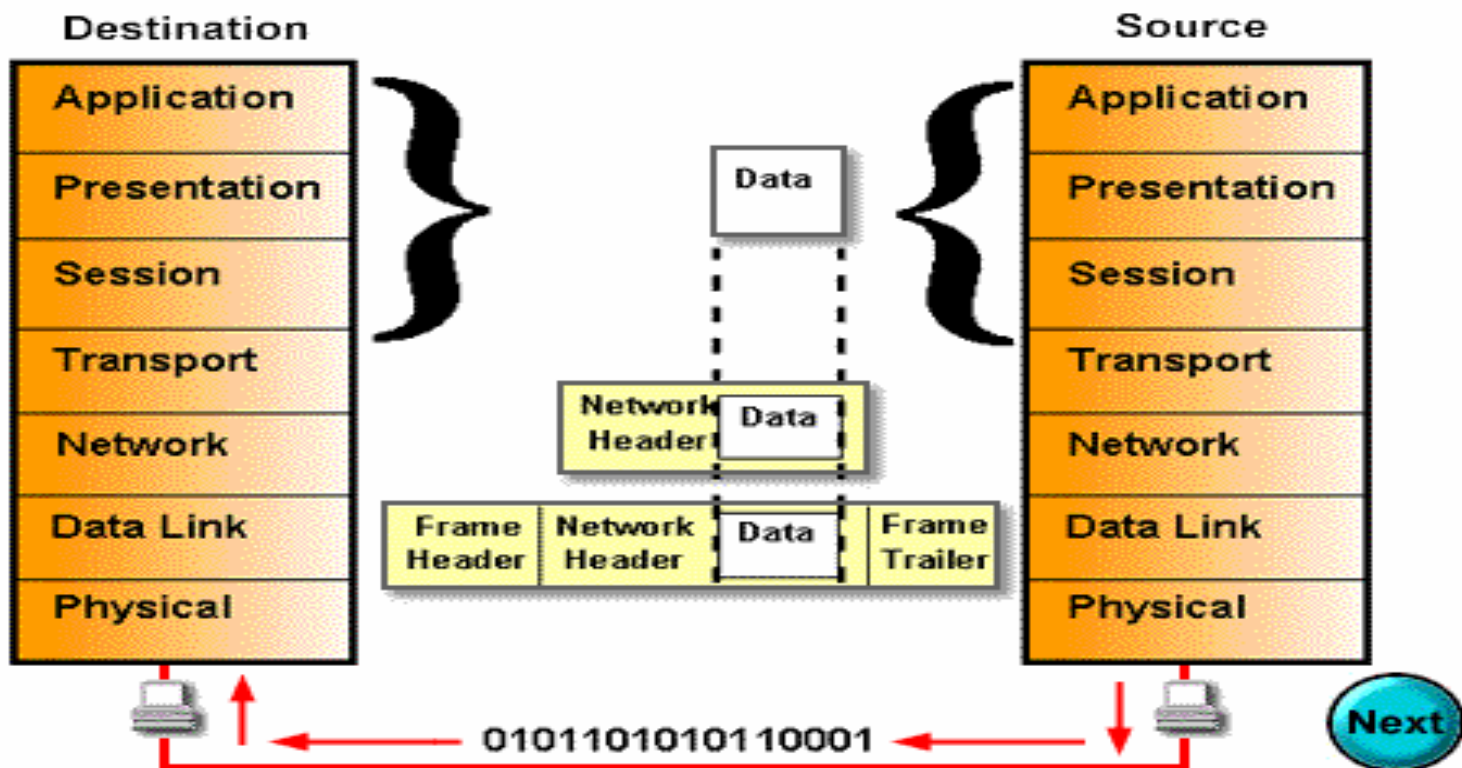 Destination
Source
Application
Presentation
Session
Transport
Network
Data Link
Physical
Data
Network
Header
Data
Frame
Header
Network
Header
Data
Frame
Trailer
Application
Presentation
Session
Transport
Network
Data Link
Physical
0101101010110001
Next